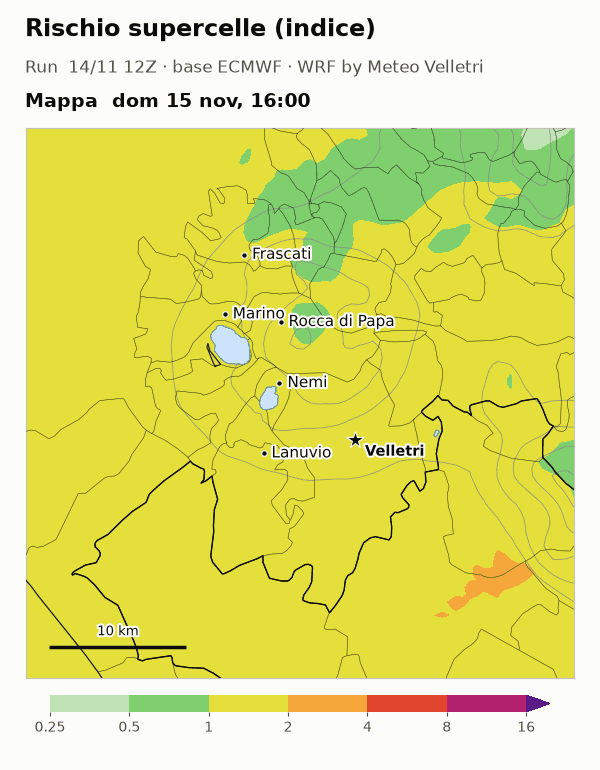 Rischio supercelle (indice)
Run  14/11 12Z · base ECMWF · WRF by Meteo Velletri
Mappa  dom 15 nov, 16:00
Frascati
Marino
Rocca di Papa
Nemi
Velletri
Lanuvio
10 km
0.25 0.5 1 2 4 8 16